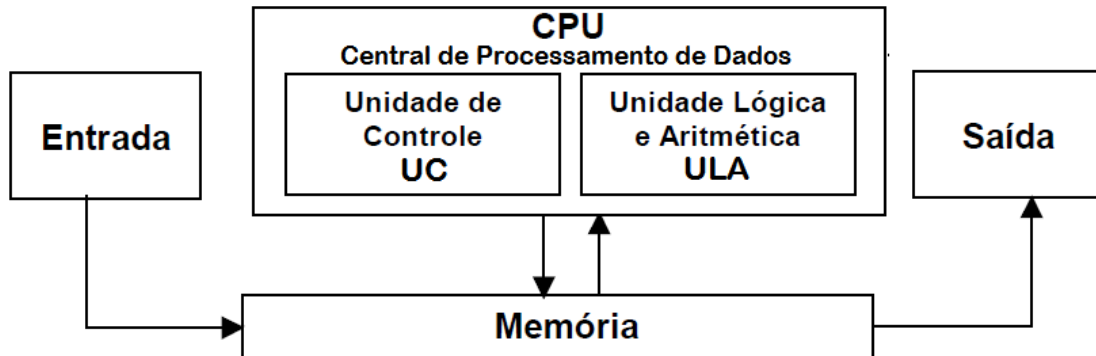 CPU
Central de Processamento de Dados
Entrada
Unidade de
Controle
UC
Unidade Lógica
e Aritmética
ULA
Saída
Memória